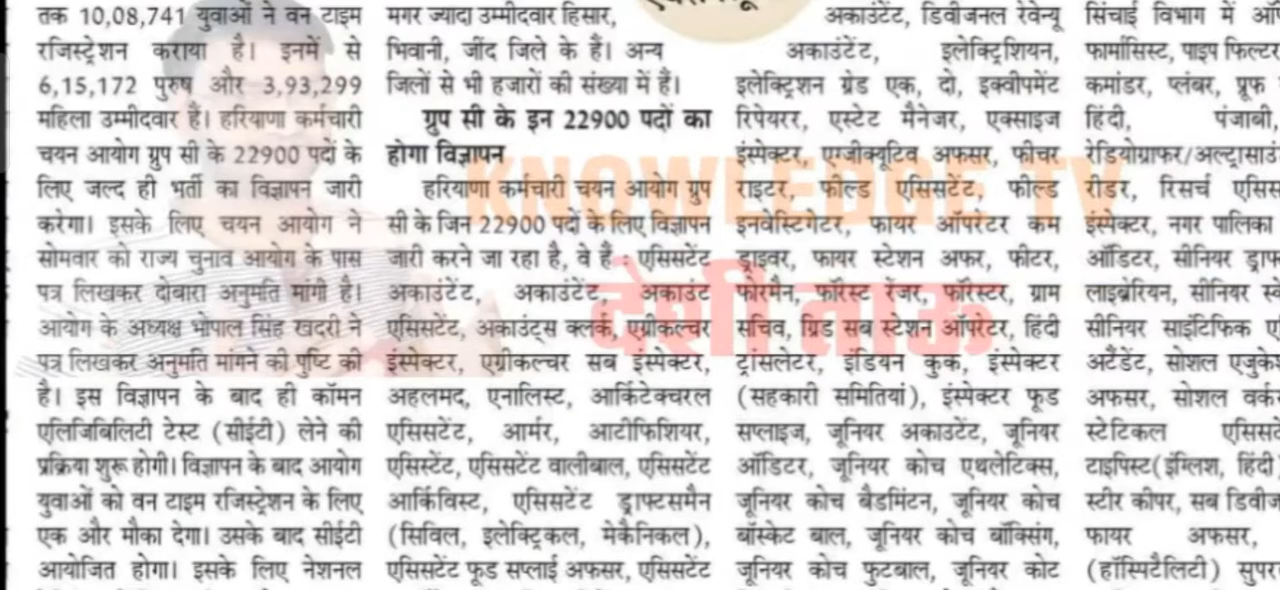 तक 10,08,741 युवाओं ने वन टाइम
रजिस्ट्रेशन कराया है। इनमें से
6,15,172 पुरुष और 3,93,299
महिला उम्मीदवार है। हरियाणा कर्मचारी
चयन आयोग ग्रुप सी के 22900 पदों के
लिए जल्द ही भर्ती का विज्ञापन जारी
करेगा। इसके लिए चयन आयोग ने
सोमवार को राज्य चुनाव आयोग के पास
पत्र लिखकर दोबारा अनुमति मांगी है।
आयोग के अध्यक्ष भोपाल सिंह खदरी ने
पत्र लिखकर अनुमति मांगने की पुष्टि की
है। इस विज्ञापन के बाद ही कॉमन
एलिजिबिलिटी टेस्ट (सीईटी) लेने की
प्रक्रिया शुरू होगी। विज्ञापन के बाद आयोग
युवाओं को वन टाइम रजिस्ट्रेशन के लिए
एक और मौका देगा। उसके बाद सीईटी
आयोजित होगा। इसके लिए नेशनल
मगर ज्यादा उम्मीदवार हिसार,
भिवानी, जींद जिले के हैं। अन्य
जिलों से भी हजारों की संख्या में हैं।
ग्रुप सी के इन 22900 पदों का
होगा विज्ञापन
हरियाणा कर्मचारी चयन आयोग ग्रुप
सी के जिन 22900 पदों के लिए विज्ञापन
जारी करने जा रहा है, वे है : एसिसटेंट
अकाउंटेंट, अकाउंटेंट, अकाउंट
एसिसटेंट, अकाउंट्स क्लर्क, एग्रीकल्चर
इंस्पेक्टर, एग्रीकल्चर सब इंस्पेक्टर,
अहलमद, एनालिस्ट, आर्किटेक्चरल
एसिसटेंट, आर्मर, आटीफिशियर,
एसिस्टेंट, एसिसटेंट वालीबाल, एसिसटेंट
आर्किविस्ट, एसिसटेंट ड्राफ्टसमैन
(सिविल, इलेक्ट्रिकल, मेकैनिकल),
एसिसटेंट फूड सप्लाई अफसर, एसिसटेंट
अकाउंटेंट, डिवीजनल रेवेन्यू
अकाउंटेंट, इलेक्ट्रिशियन,
इलेक्ट्रिशन ग्रेड एक, दो, इक्वीपमेंट
रिपेयरर, एस्टेट मैनेजर, एक्साइज
इंस्पेक्टर, एग्जीक्यूटिव अफसर, फीचर
राइटर, फील्ड एसिसटेंट, फील्ड
इनवेस्टिगेटर, फायर ऑपरेटर कम
ड्राइवर, फायर स्टेशन अफर, फीटर,
फोरमैन, फॉरेस्ट रेंजर, फॉरेस्टर, ग्राम
सचिव, ग्रिड सब स्टेशन ऑपरेटर, हिंदी
ट्रांसलेटर, इंडियन कुक, इंस्पेक्टर
(सहकारी समितियां), इंस्पेक्टर फूड
सप्लाइज, जूनियर अकाउटेंट, जूनियर
ऑडिटर, जूनियर कोच एथलेटिक्स,
जूनियर कोच बैडमिंटन, जूनियर कोच
बॉस्केट बाल, जूनियर कोच बॉक्सिंग,
जूनियर कोच फुटबाल, जूनियर कोट
सिंचाई विभाग में
फार्मासिस्ट, पाइप फिल्टर
कमांडर, प्लंबर, प्रूफ
हिंदी, पंजाबी,
रेडियोग्राफर/अल्ट्रासाउं
रीडर, रिसर्च एसिस
इंस्पेक्टर, नगर पालिका
ऑडिटर, सीनियर ड्राफ
लाइब्रेरियन, सीनियर
सीनियर साइंटिफिक
अटैंडेंट, सोशल एजुके
अफसर, सोशल वर्क
स्टेटिकल एसिसटे
टाइपिस्ट(इंग्लिश, हिंदी
स्टीर कीपर, सब डिवीज
फायर अफसर,
(हॉस्पिटैलिटी) सुपर
KNOWLEDGE TV
देशी ताऊ